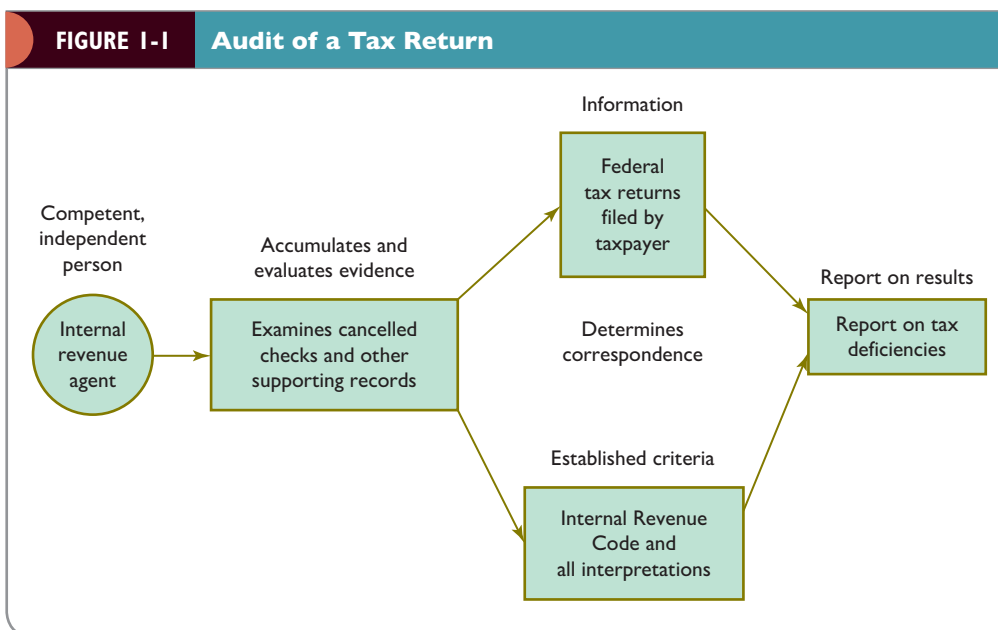 FIGURE 1-1 Audit of a Tax Return
Competent,
independent
person
Internal
revenue
agent
Accumulates and
evaluates evidence
Examines cancelled
checks and other
supporting records
Information
Federal
tax returns
filed by
taxpayer
Determines
correspondence
Established criteria
Internal Revenue
Code and
all interpretations
Report on results
Report on tax
deficiencies